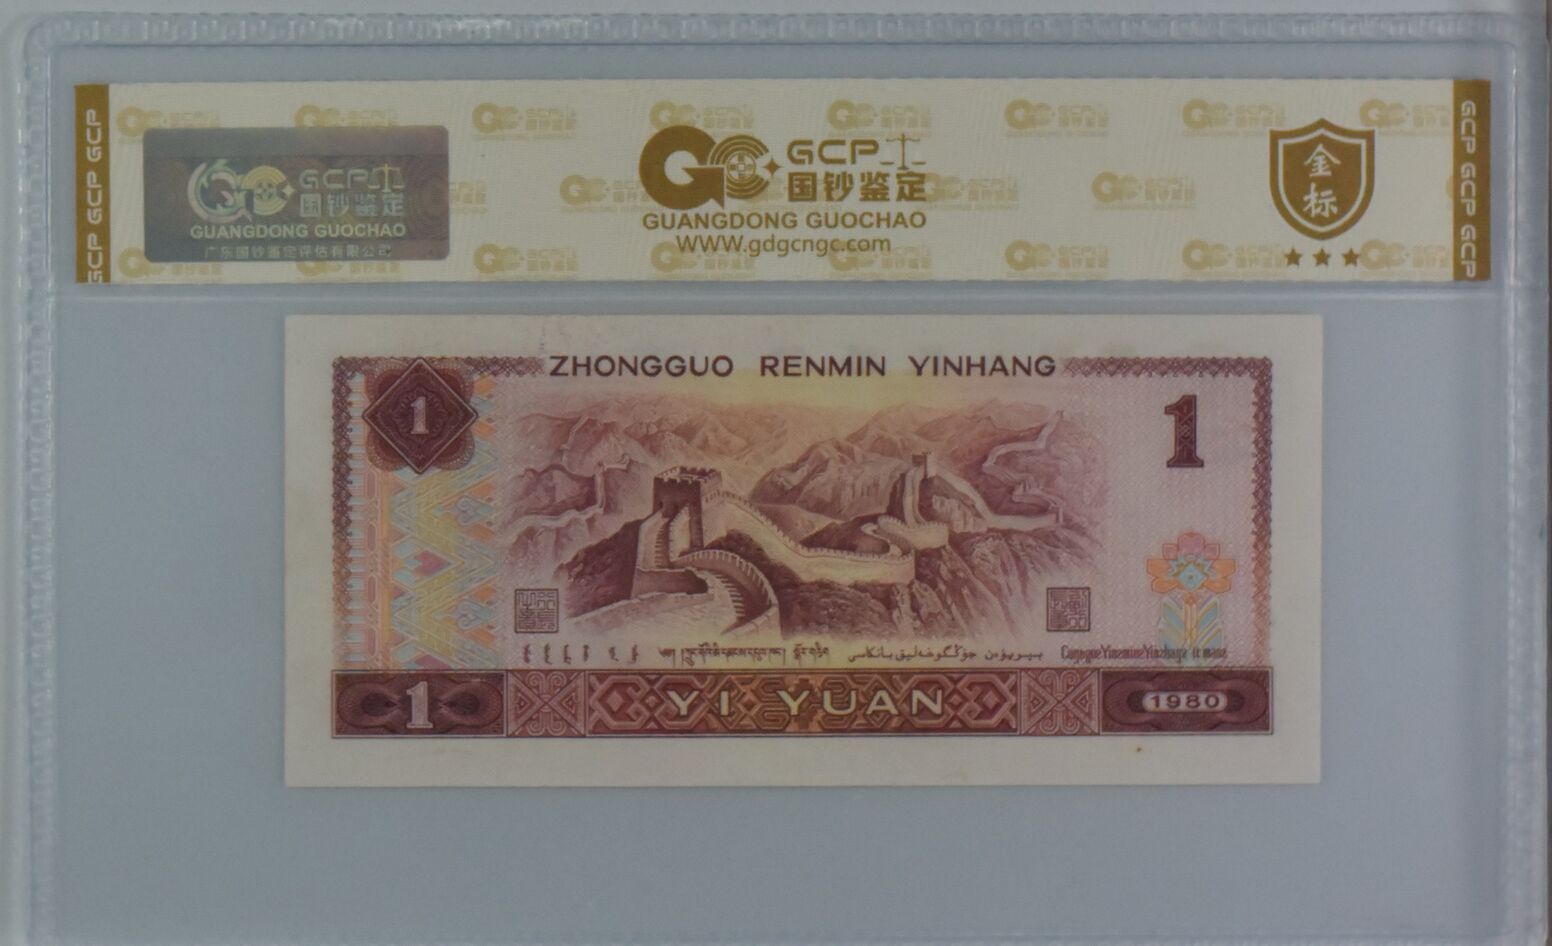 GCP GCP GCP
GCP 国钞鉴定
GUANGDONG GUOCHAO
广东国钞鉴定评估有限公司
GCP 国钞鉴定
GUANGDONG GUOCHAO
WWW.gdgcngc.com
金标
GCP GCP GCP
ZHONGGUO RENMIN YINHANG
1
1
1
YI YUAN
1980